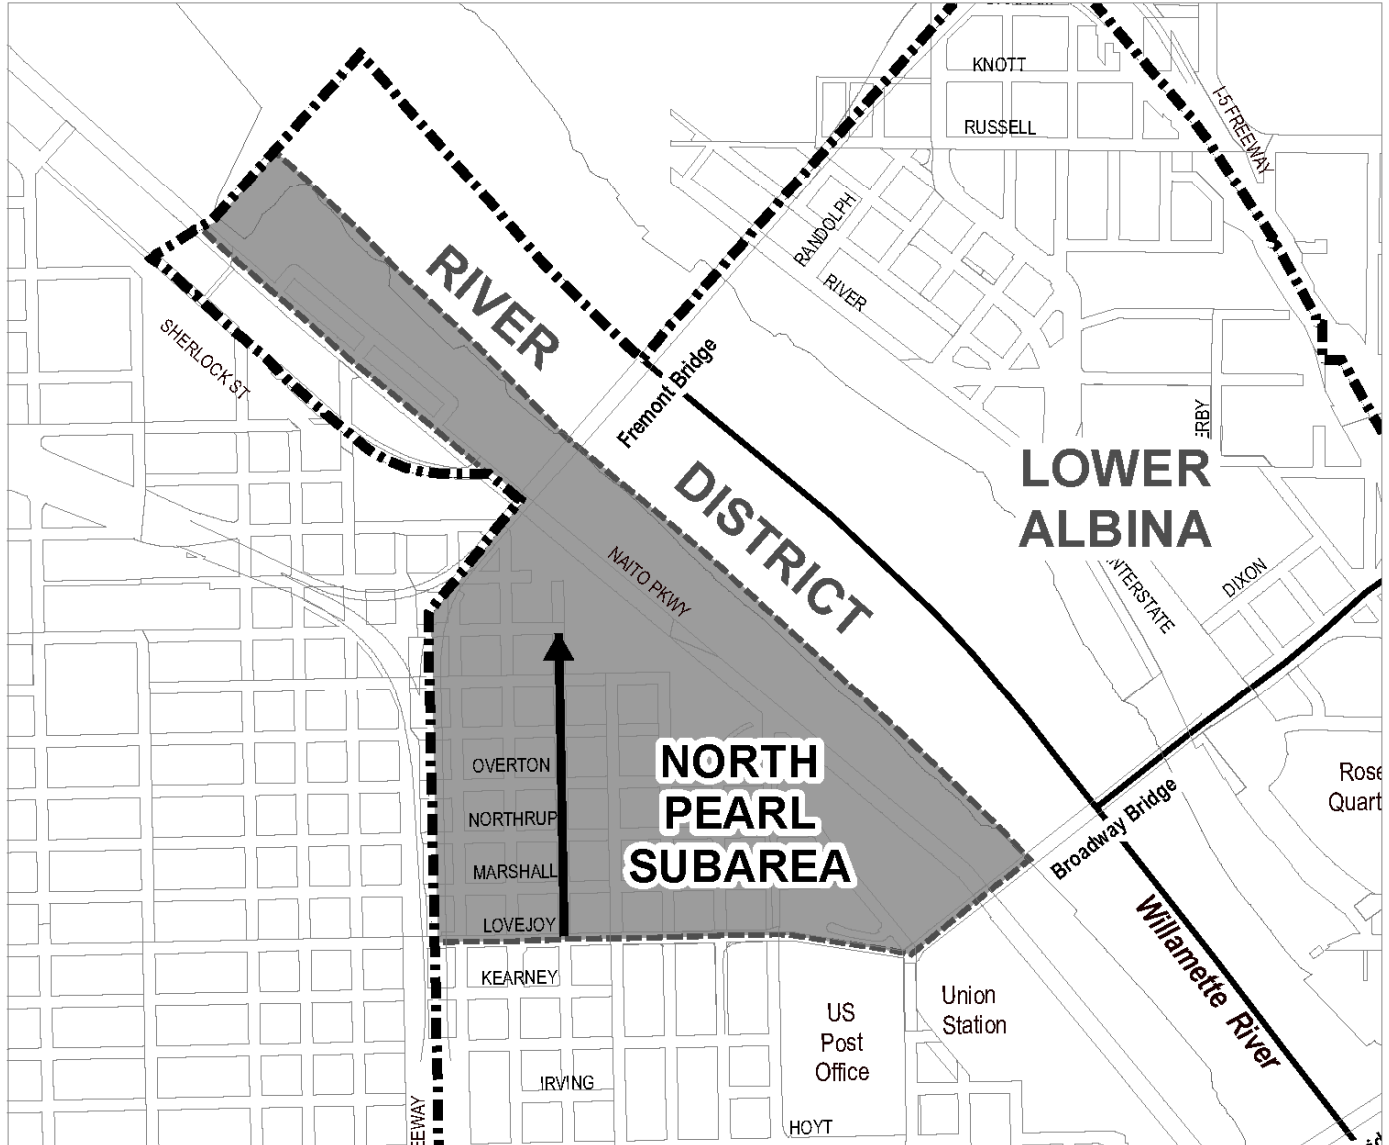 KNOTT
RUSSELL
I-5 FREEWAY
RANDOLPH
RIVER
RIVER
DISTRICT
SHERLOCK ST
Fremont Bridge
LOWER
ALBINA
DIXON
NAITO PKWY
OVERTON
NORTHRUP
MARSHALL
LOVEJOY
NORTH
PEARL
SUBAREA
Broadway Bridge
Willamette River
KEARNEY
US
Post
Office
Union
Station
IRVING
HOYT